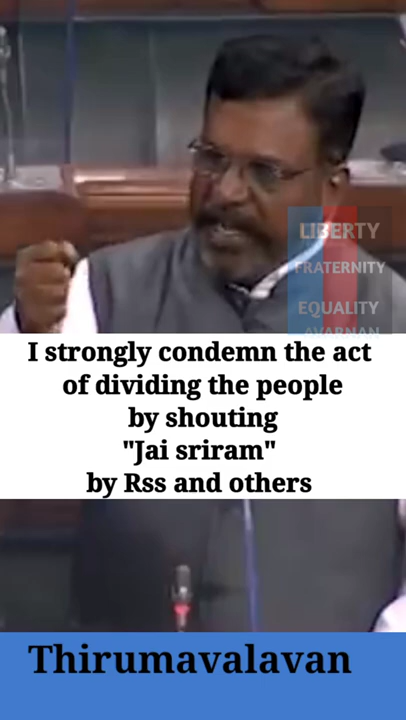 LIBERTY
FRATERNITY
EQUALITY
AVARNAN
I strongly condemn the act
of dividing the people
by shouting
"Jai sriram"
by Rss and others
Thirumavalavan